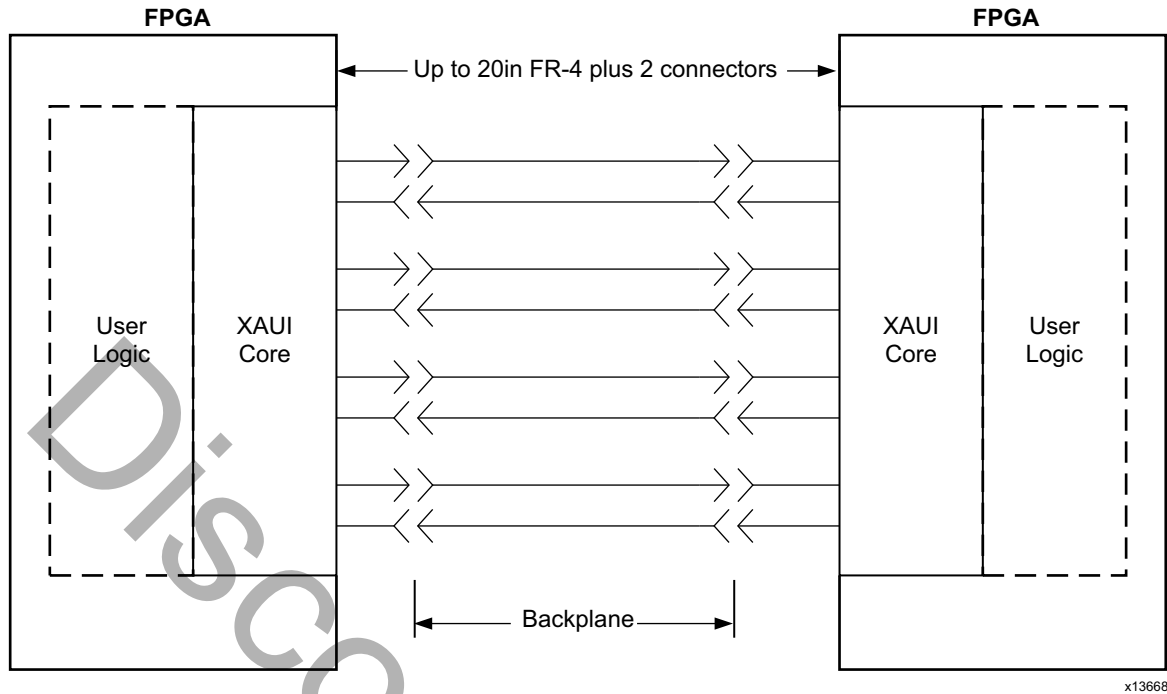 FPGA
FPGA
Up to 20in FR-4 plus 2 connectors
User
Logic
XAUI
Core
XAUI
Core
User
Logic
Backplane
Disco
x13668